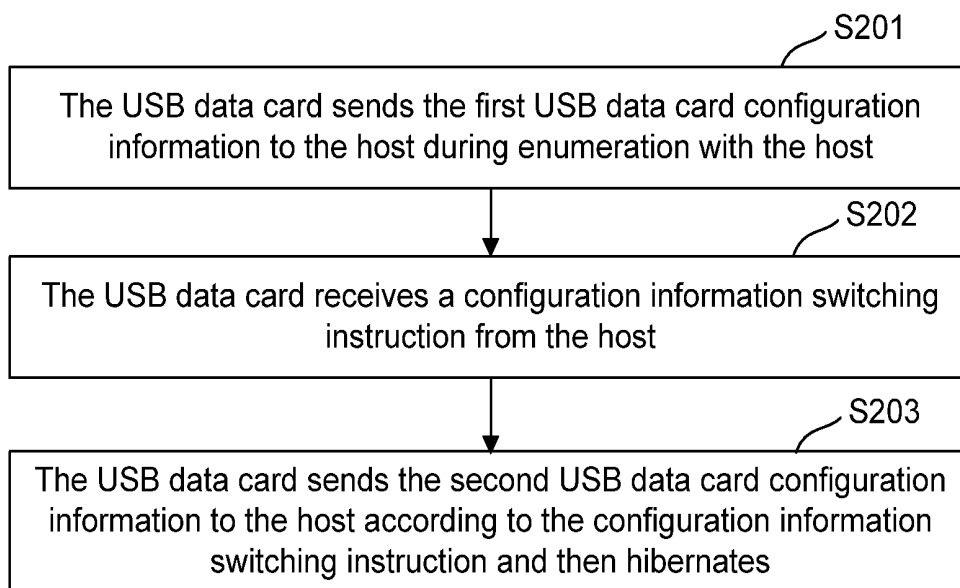 S201
The USB data card sends the first USB data card configuration
information to the host during enumeration with the host
S202
The USB data card receives a configuration information switching
instruction from the host
S203
The USB data card sends the second USB data card configuration
information to the host according to the configuration information
switching instruction and then hibernates